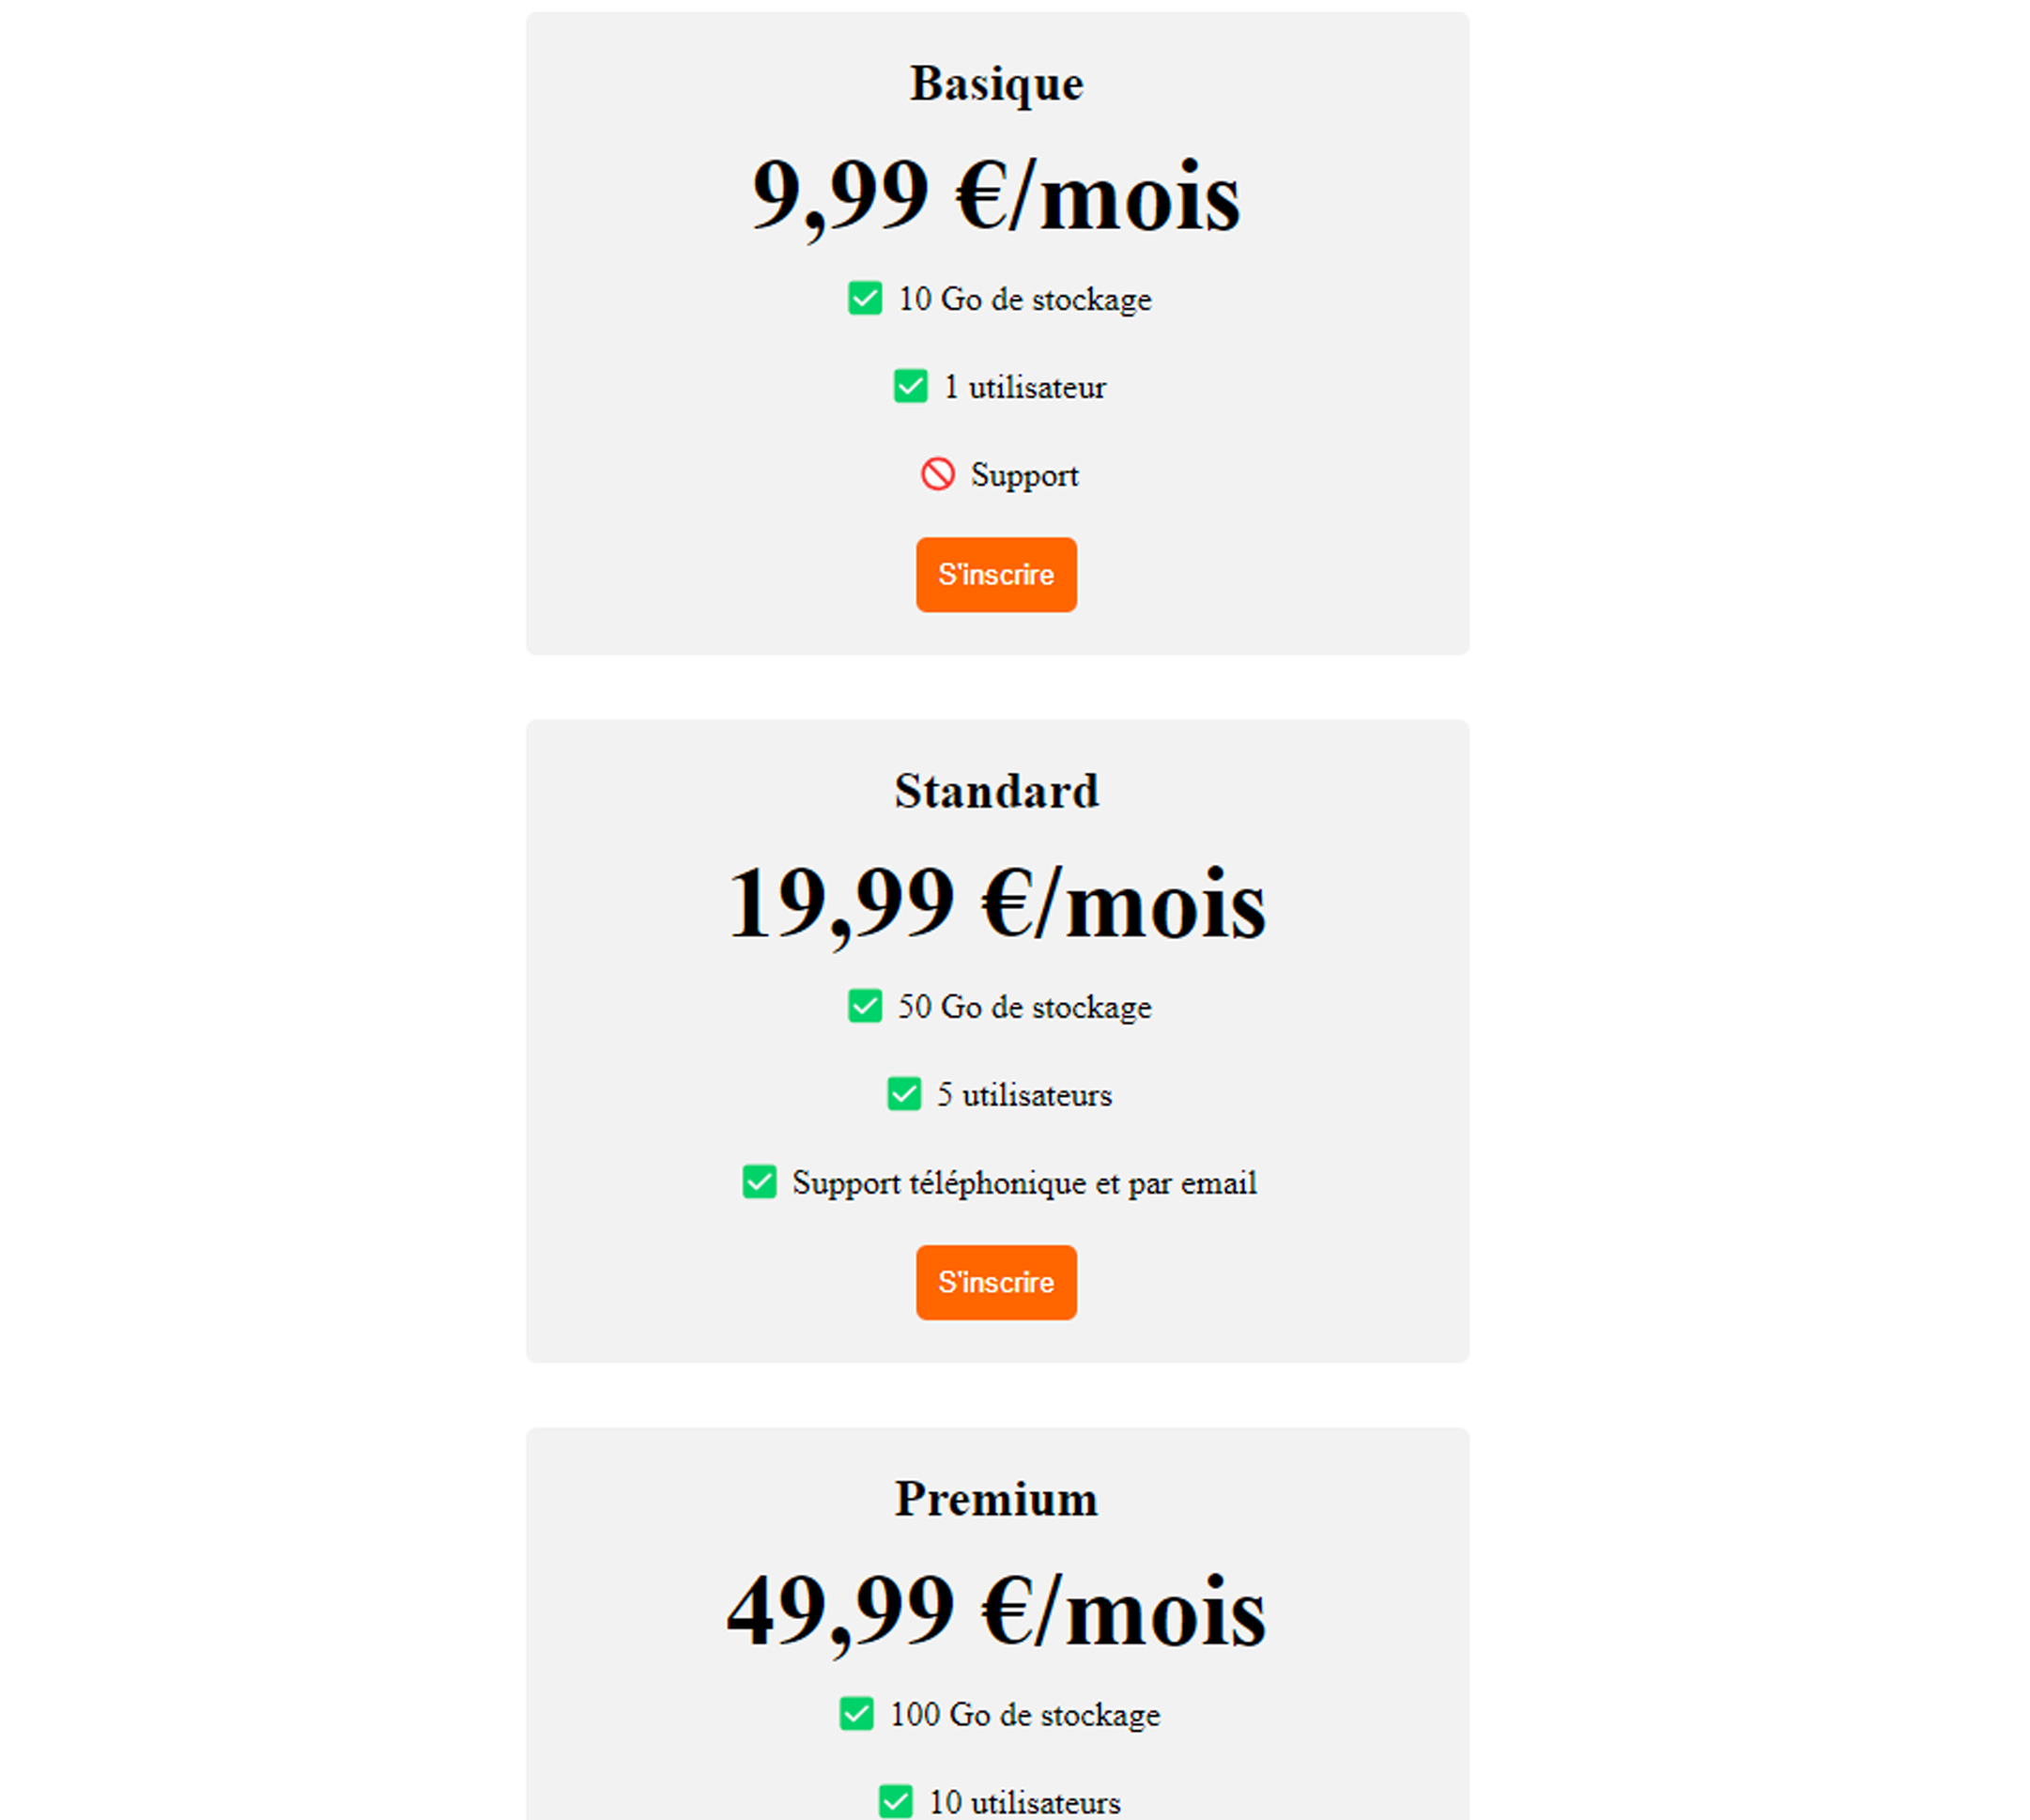 Basique
9,99 €/mois
10 Go de stockage
1 utilisateur
Support
S'inscrire
Standard
19,99 €/mois
50 Go de stockage
5 utilisateurs
Support téléphonique et par email
S'inscrire
Premium
49,99 €/mois
100 Go de stockage
10 utilisateurs